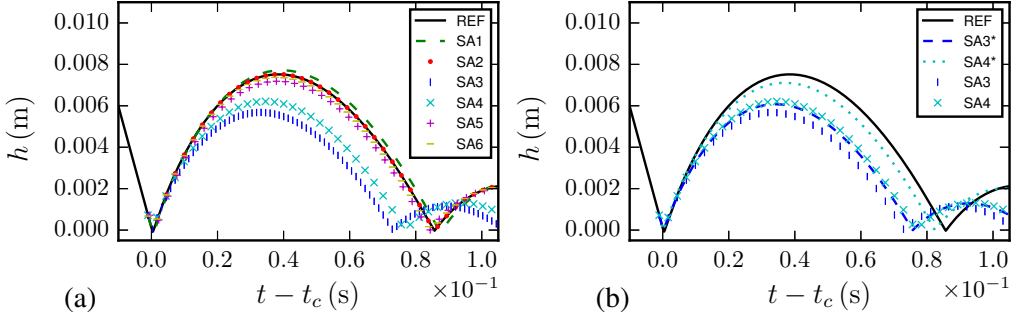 0.010
0.008
0.006
0.004
0.002
0.000
h (m)
REF
SA1
SA2
SA3
SA4
SA5
SA6
0.0 0.2 0.4 0.6 0.8 1.0
×10⁻¹
t − t_c (s)
(a)
0.010
0.008
0.006
0.004
0.002
0.000
h (m)
REF
SA3*
SA4*
SA3
SA4
0.0 0.2 0.4 0.6 0.8 1.0
×10⁻¹
t − t_c (s)
(b)